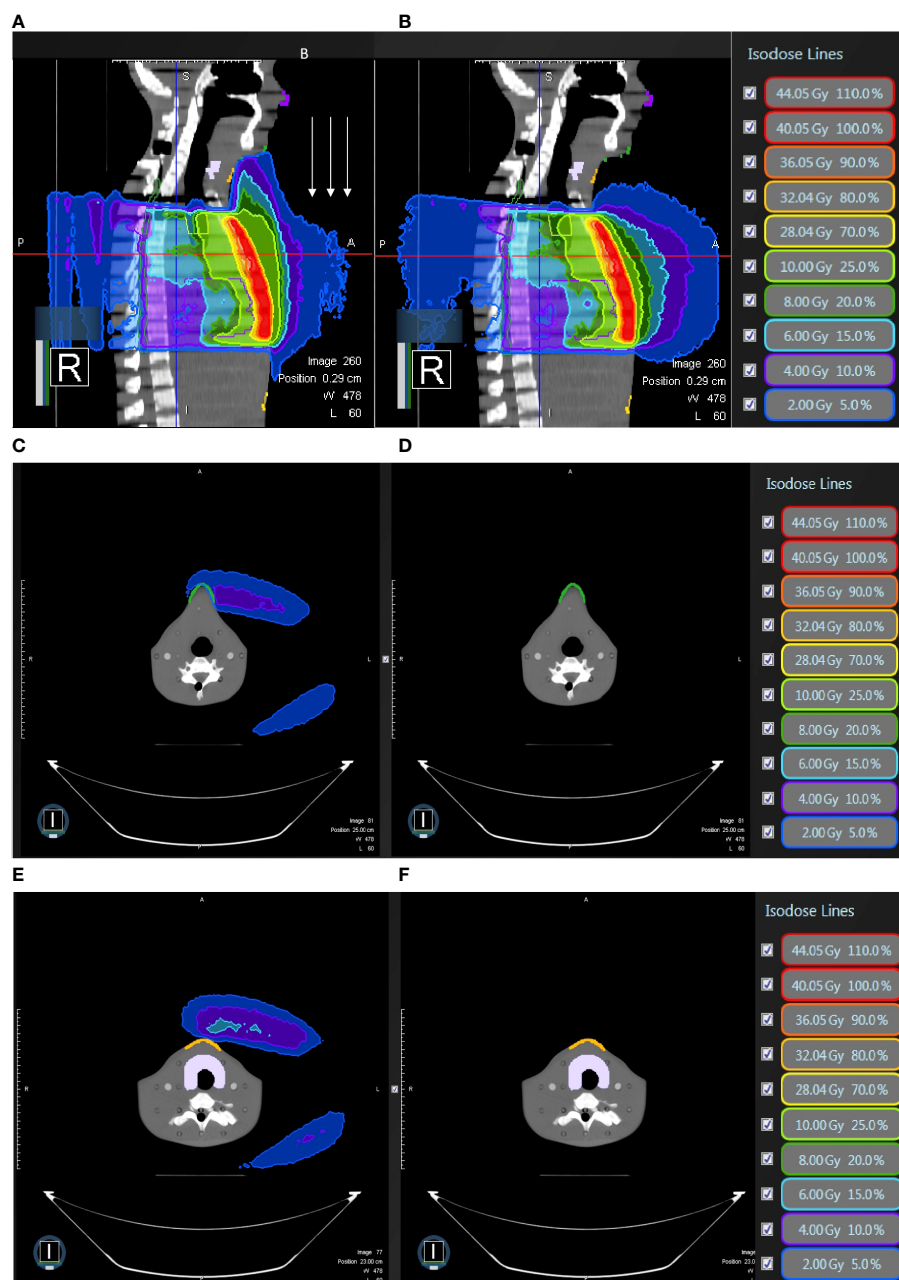 A
B
B
S
P
A
R
I
Image 260
Position 0.29 cm
W 478
L 60
S
P
A
R
I
Image 260
Position 0.29 cm
W 478
L 60
Isodose Lines
44.05 Gy 110.0 %
40.05 Gy 100.0 %
36.05 Gy 90.0 %
32.04 Gy 80.0 %
28.04 Gy 70.0 %
10.00 Gy 25.0 %
8.00 Gy 20.0 %
6.00 Gy 15.0 %
4.00 Gy 10.0 %
2.00 Gy 5.0 %
C
D
A
R
L
I
Image 81
Position 25.00 cm
W 478
L 60
P
A
R
L
I
Image 81
Position 25.00 cm
W 478
L 60
P
Isodose Lines
44.05 Gy 110.0 %
40.05 Gy 100.0 %
36.05 Gy 90.0 %
32.04 Gy 80.0 %
28.04 Gy 70.0 %
10.00 Gy 25.0 %
8.00 Gy 20.0 %
6.00 Gy 15.0 %
4.00 Gy 10.0 %
2.00 Gy 5.0 %
E
F
A
R
L
I
Image 77
Position 23.00 cm
W 478
L 60
P
A
R
I
Image
Position 23.00 cm
W 478
L 60
P
Isodose Lines
44.05 Gy 110.0 %
40.05 Gy 100.0 %
36.05 Gy 90.0 %
32.04 Gy 80.0 %
28.04 Gy 70.0 %
10.00 Gy 25.0 %
8.00 Gy 20.0 %
6.00 Gy 15.0 %
4.00 Gy 10.0 %
2.00 Gy 5.0 %